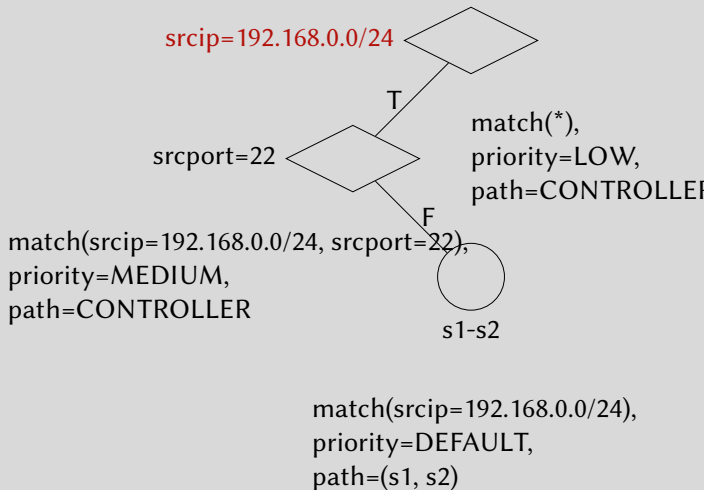 srcip=192.168.0.0/24
T
match(*),
priority=LOW,
path=CONTROLLER
srcport=22
F
match(srcip=192.168.0.0/24, srcport=22),
priority=MEDIUM,
path=CONTROLLER
s1-s2
match(srcip=192.168.0.0/24),
priority=DEFAULT,
path=(s1, s2)